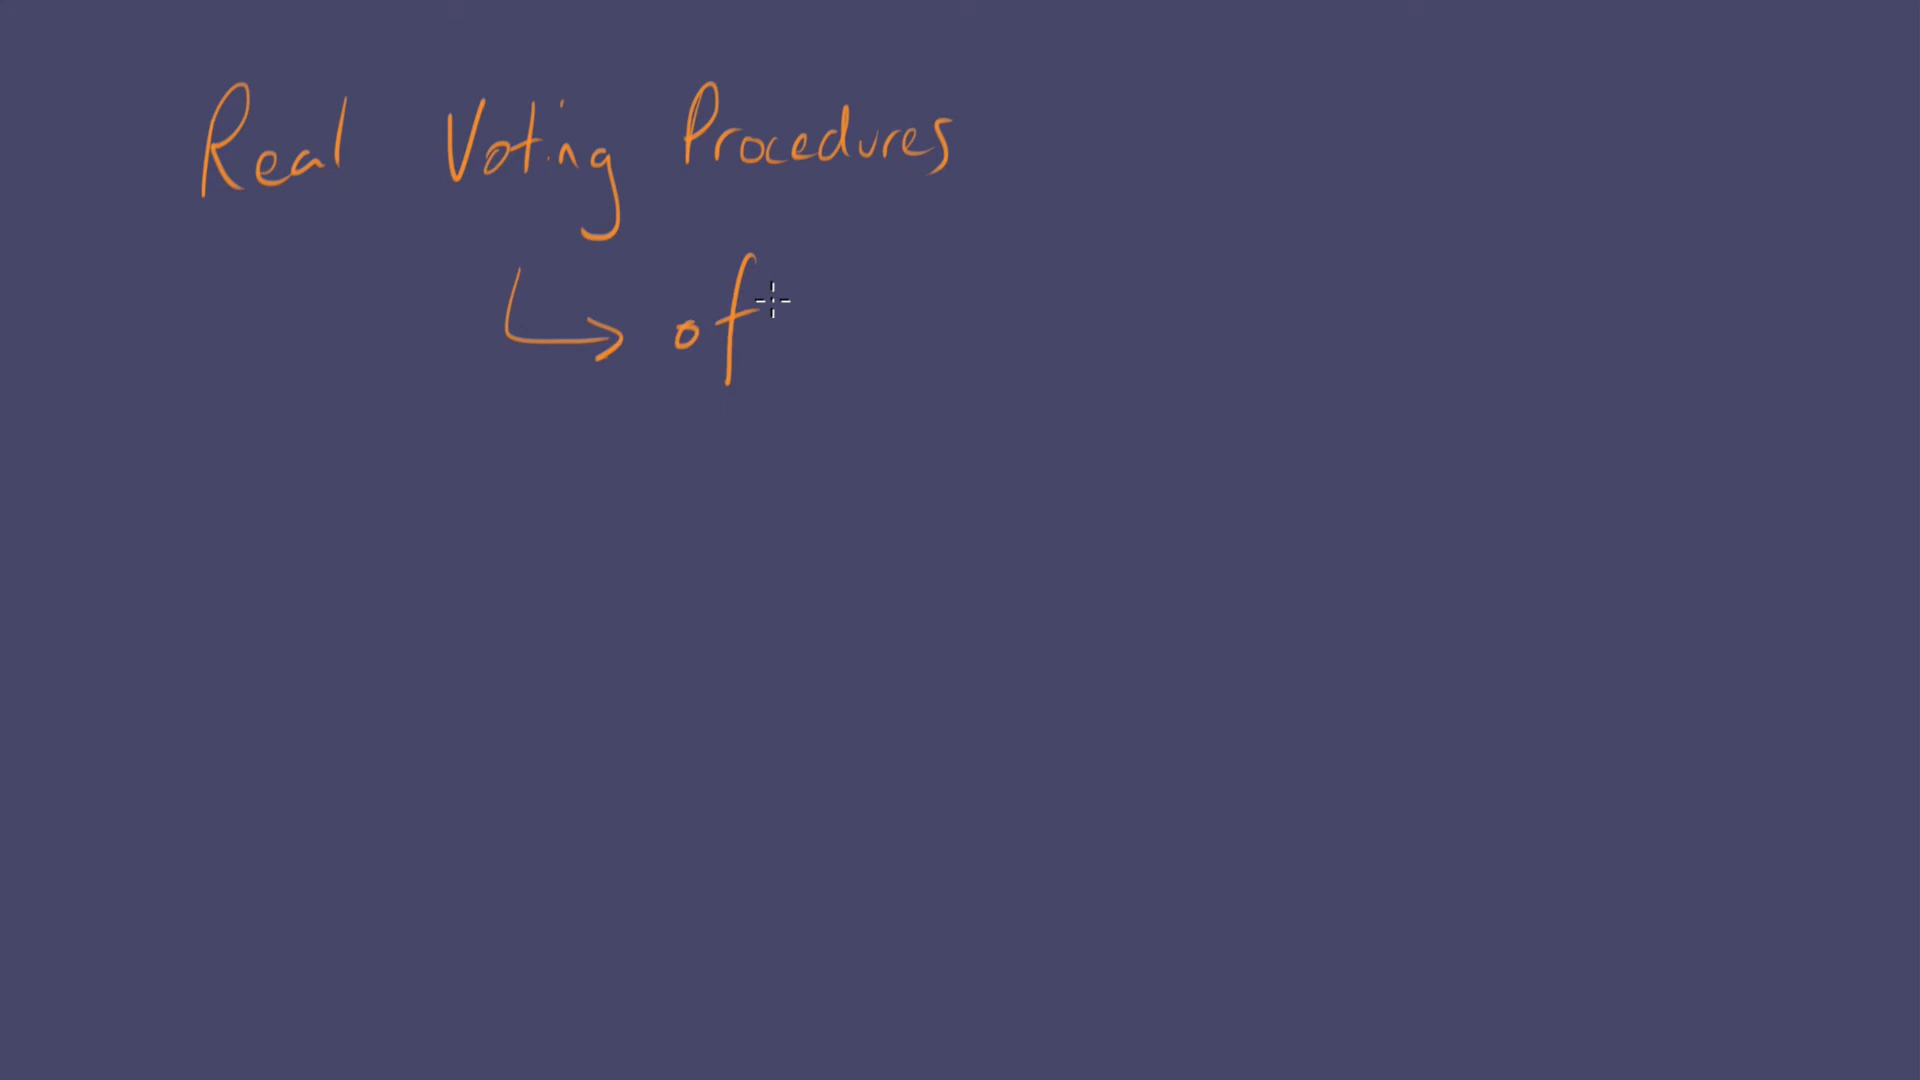 Real Voting Procedures
↳ of